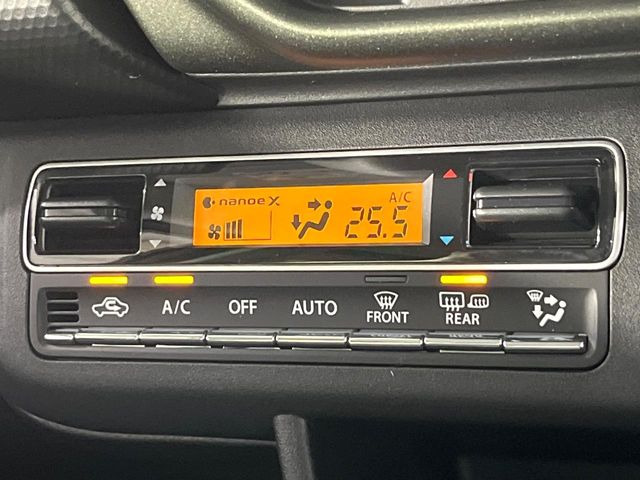 nanoe X
A/C
25.5
A/C
OFF
AUTO
FRONT
REAR